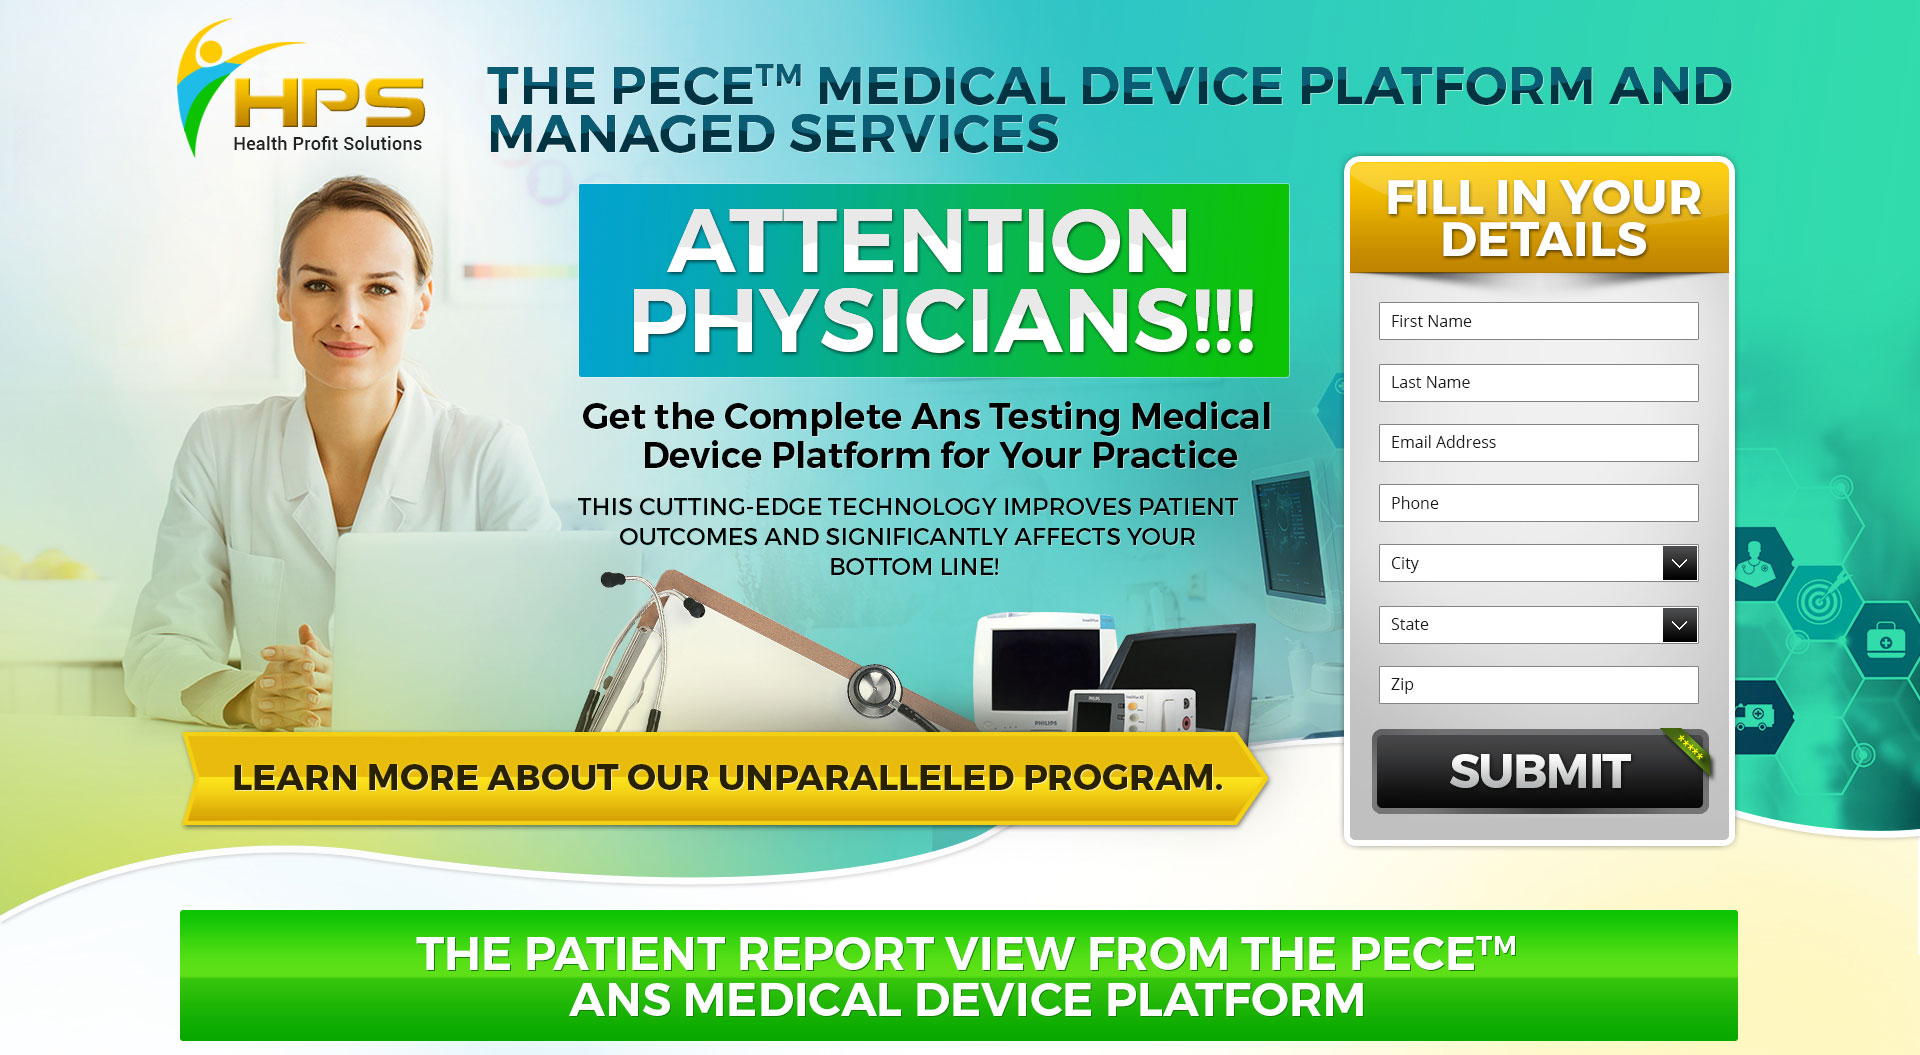 HPS
Health Profit Solutions
THE PECE™ MEDICAL DEVICE PLATFORM AND
MANAGED SERVICES
ATTENTION
PHYSICIANS!!!
Get the Complete Ans Testing Medical
Device Platform for Your Practice
THIS CUTTING-EDGE TECHNOLOGY IMPROVES PATIENT
OUTCOMES AND SIGNIFICANTLY AFFECTS YOUR
BOTTOM LINE!
PHILIPS
PHILIPS
LEARN MORE ABOUT OUR UNPARALLELED PROGRAM.
FILL IN YOUR
DETAILS
First Name
Last Name
Email Address
Phone
City
State
Zip
SUBMIT
THE PATIENT REPORT VIEW FROM THE PECE™
ANS MEDICAL DEVICE PLATFORM